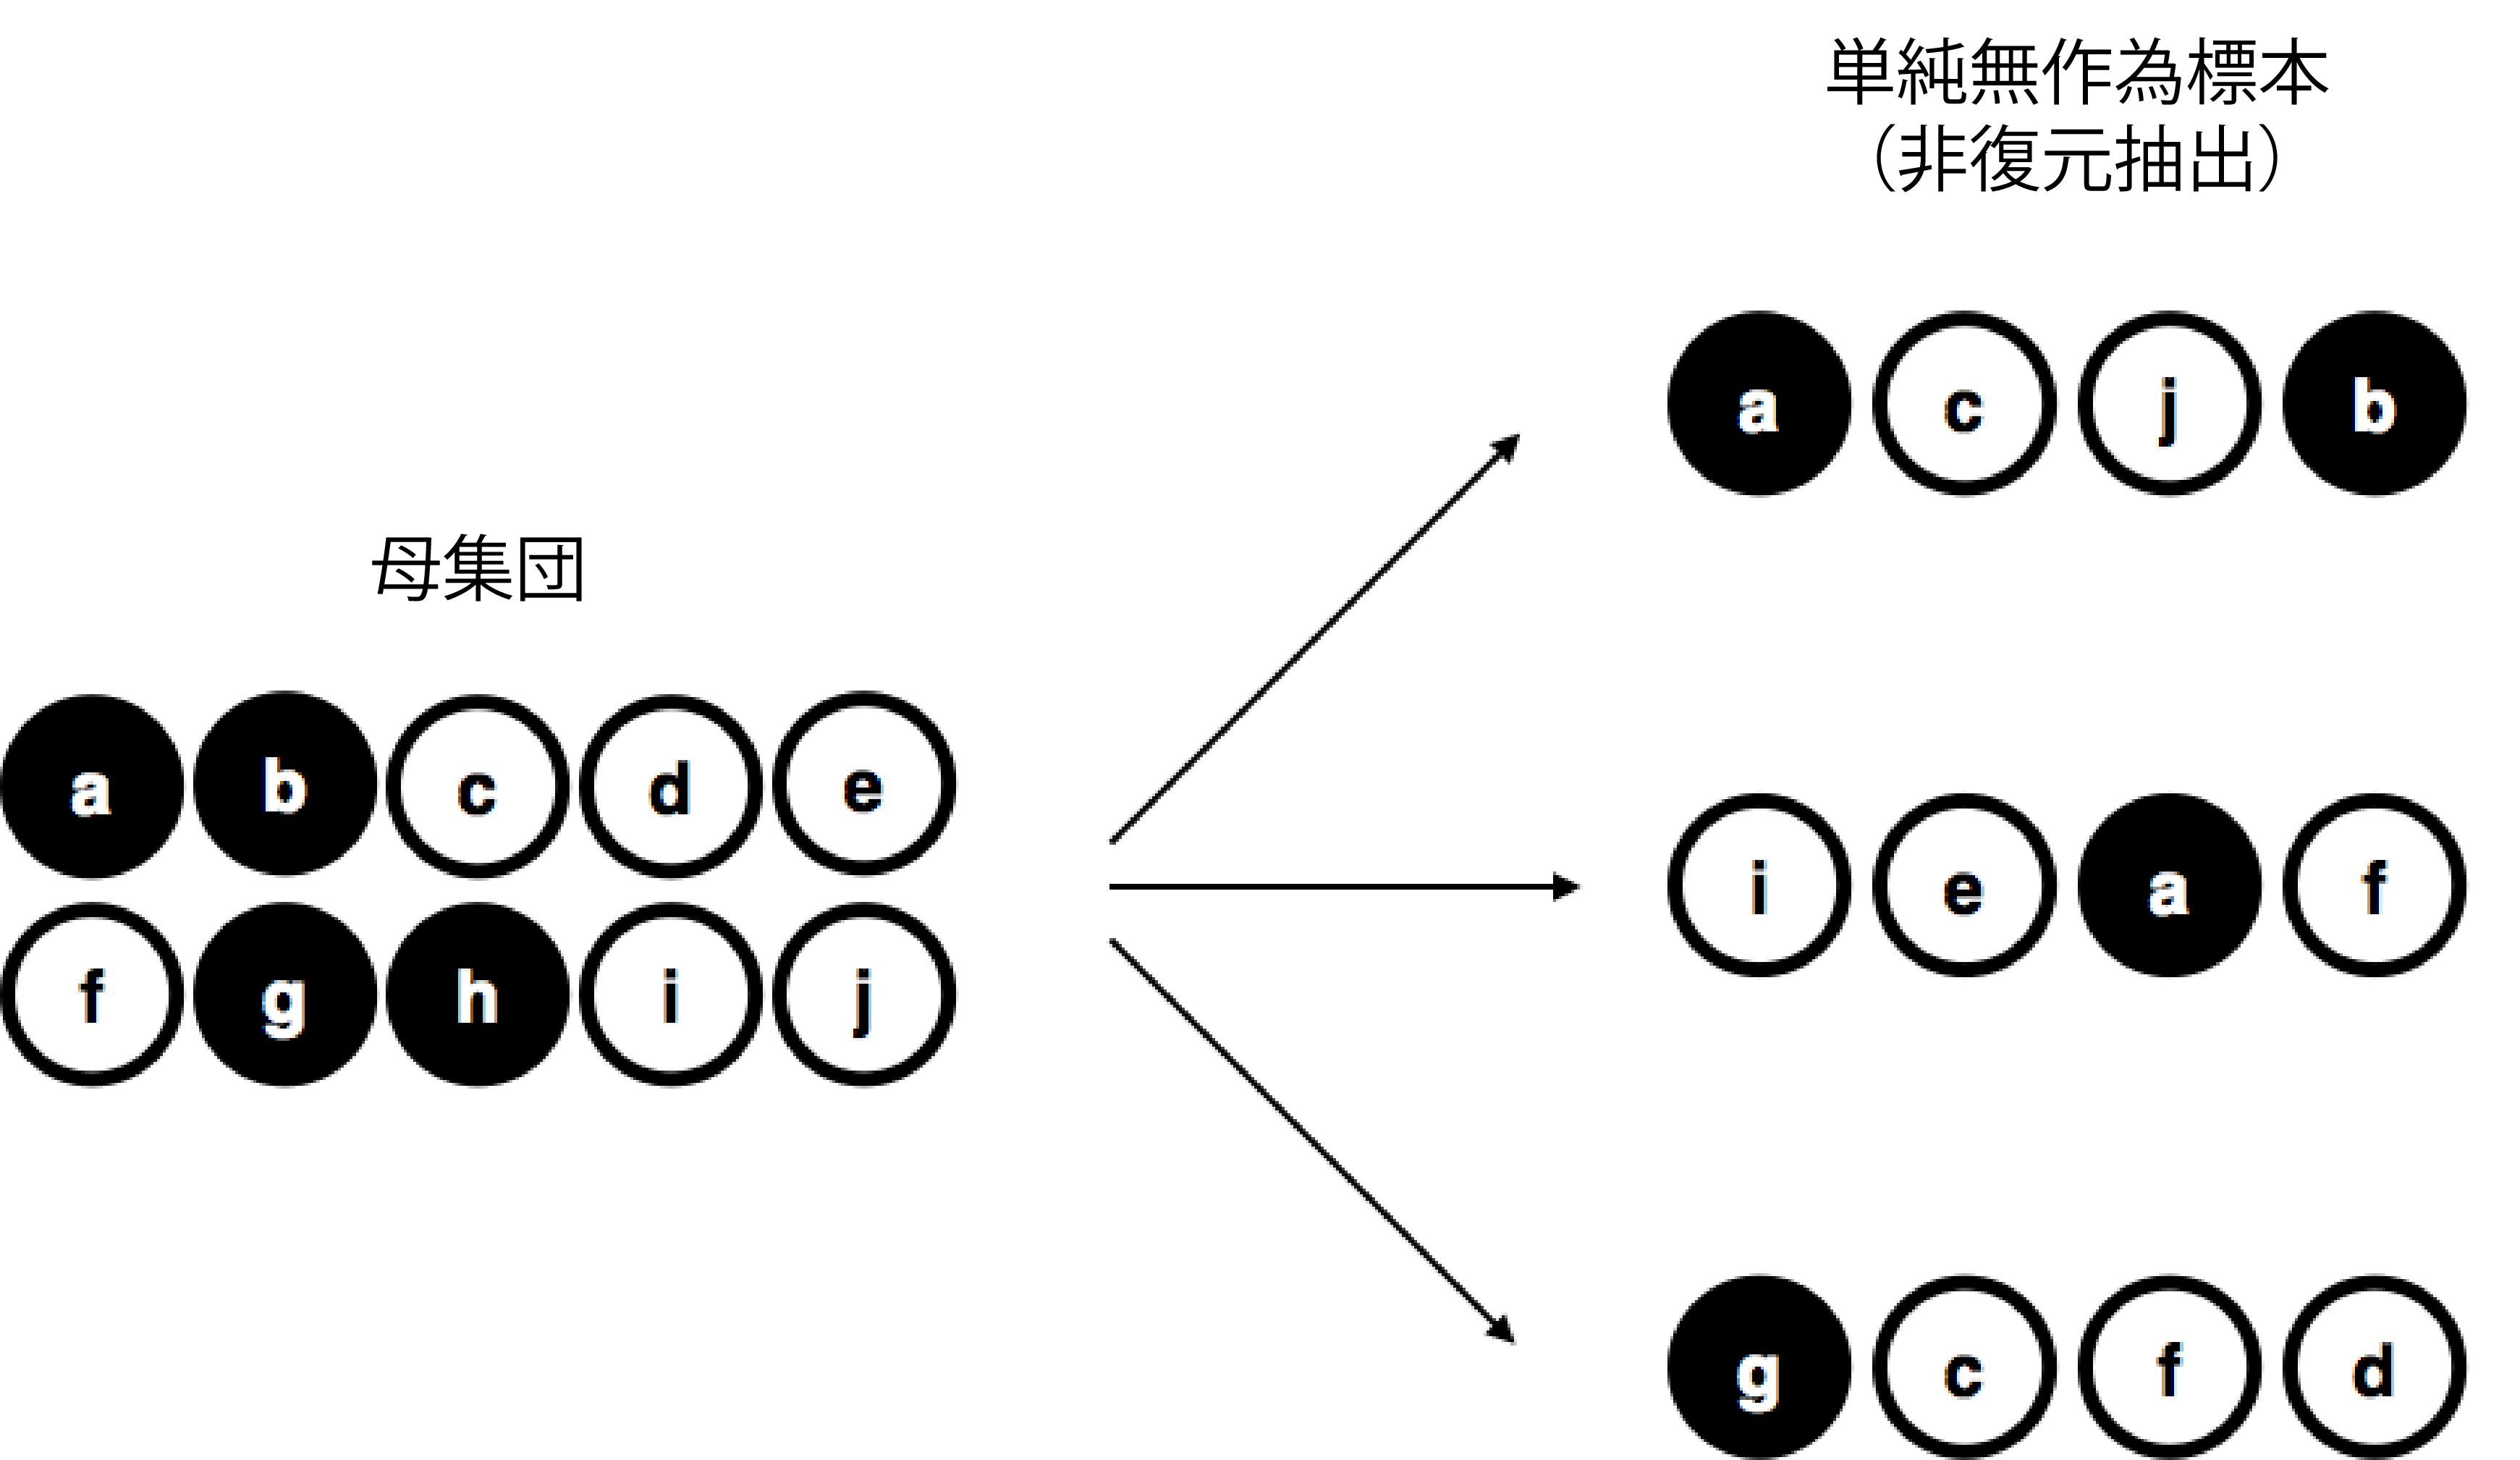 単純無作為標本
（非復元抽出）
a c j b
母集団
a b c d e
i e a f
f g h i j
g c f d